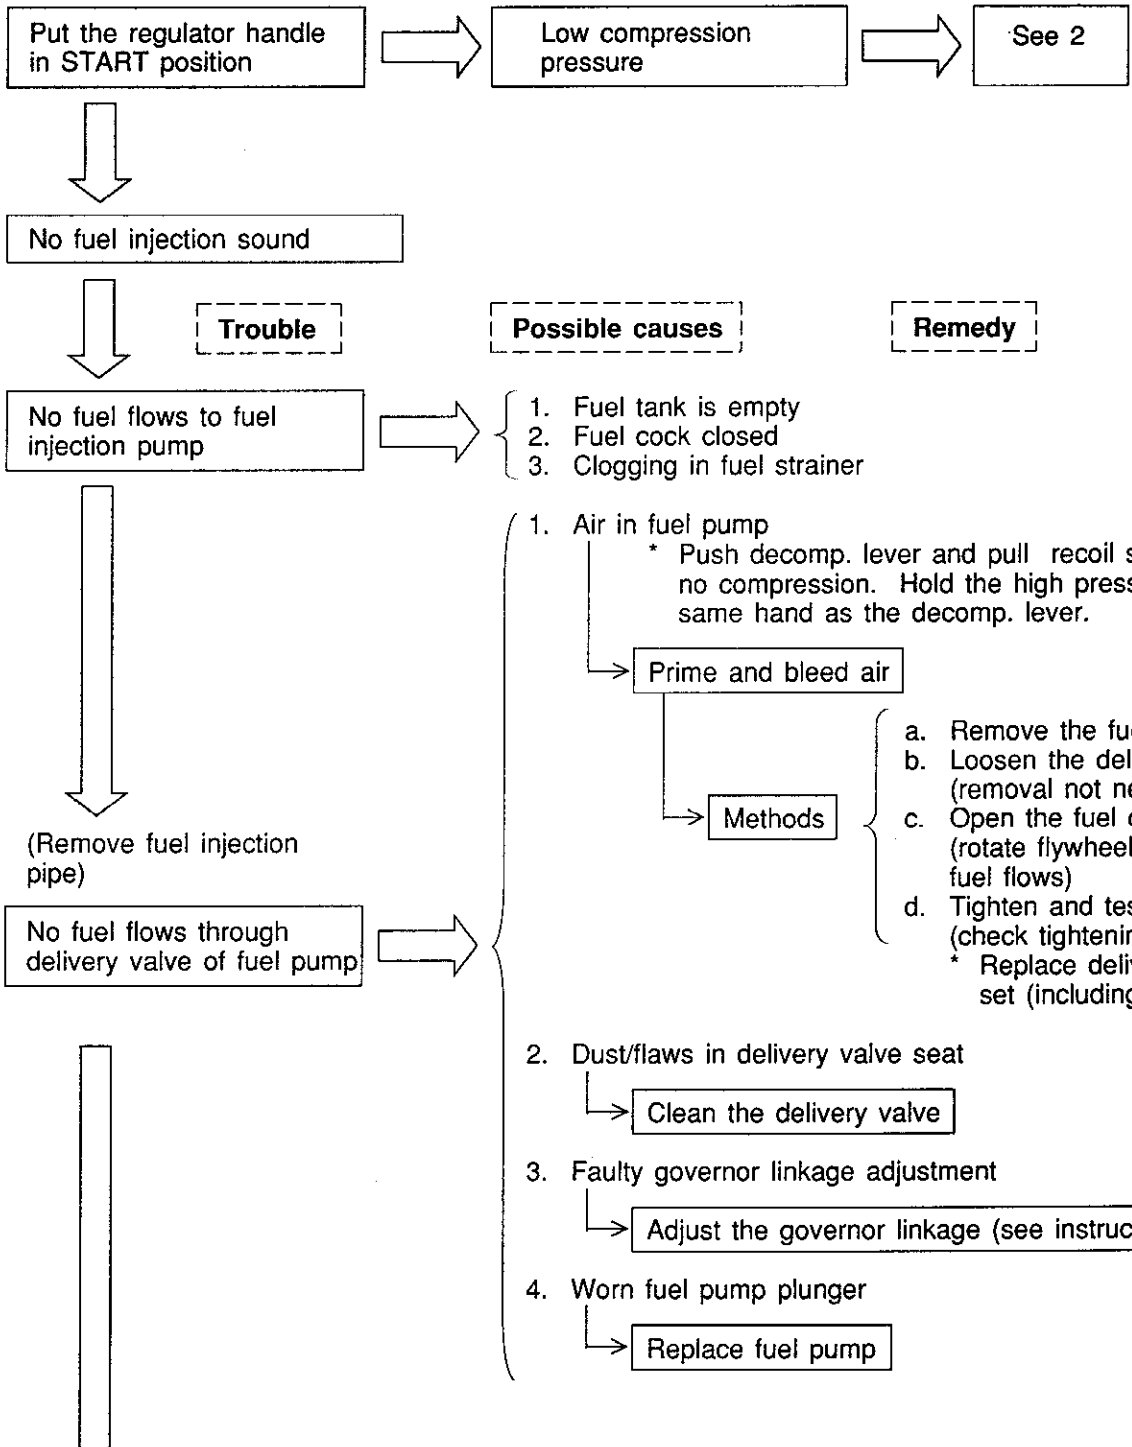 Put the regulator handle
in START position
Low compression
pressure
See 2
No fuel injection sound
Trouble
Possible causes
Remedy
No fuel flows to fuel
injection pump
1. Fuel tank is empty
2. Fuel cock closed
3. Clogging in fuel strainer
1. Air in fuel pump
* Push decomp. lever and pull recoil
no compression. Hold the high
same hand as the decomp. lever.
Prime and bleed air
Methods
a. Remove the
b. Loosen the
(removal not
c. Open the fuel
(rotate flywheel
fuel flows)
d. Tighten and
(check
* Replace
set (including
(Remove fuel injection
pipe)
No fuel flows through
delivery valve of fuel pump
2. Dust/flaws in delivery valve seat
Clean the delivery valve
3. Faulty governor linkage adjustment
Adjust the governor linkage (see
4. Worn fuel pump plunger
Replace fuel pump